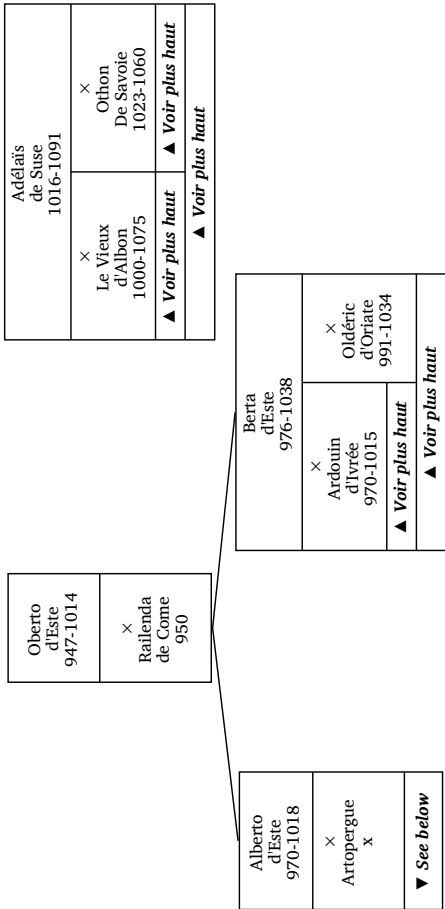 Oberto
d'Este
947-1014
×
Railenda
de Come
950
Adélaïs
de Suse
1016-1091
×
Le Vieux
d'Albon
1000-1075
▲ Voir plus haut
×
Othon
De Savoie
1023-1060
▲ Voir plus haut
▲ Voir plus haut
Alberto
d'Este
970-1018
×
Artopergue
x
▼ See below
Berta
d'Este
976-1038
×
Ardouin
d'Ivrée
970-1015
▲ Voir plus haut
×
Oldéric
d'Oriate
991-1034
▲ Voir plus haut